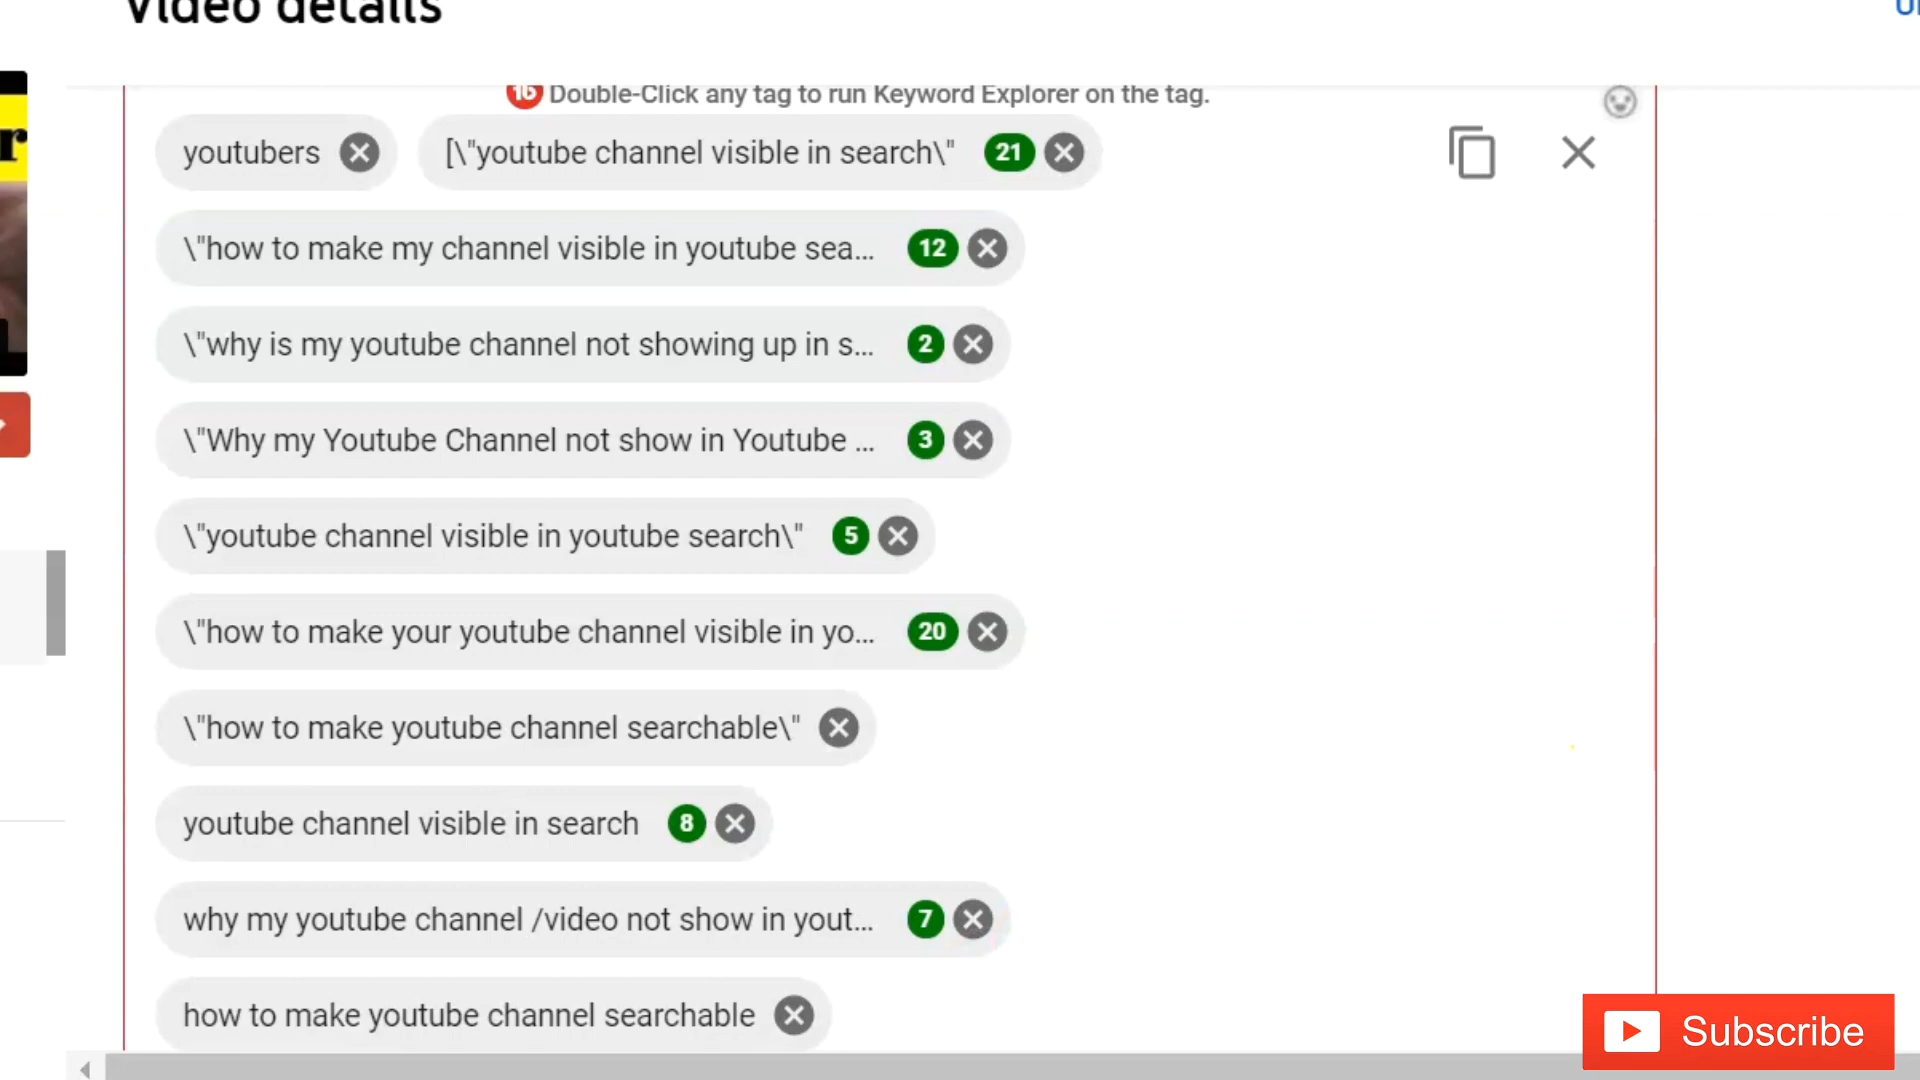 Video details
Double-Click any tag to run Keyword Explorer on the tag.
youtubers [\"youtube channel visible in search\" 21
\"how to make my channel visible in youtube sea... 12
\"why is my youtube channel not showing up in s... 2
\"Why my Youtube Channel not show in Youtube ... 3
\"youtube channel visible in youtube search\" 5
\"how to make your youtube channel visible in yo... 20
\"how to make youtube channel searchable\"
youtube channel visible in search 8
why my youtube channel /video not show in yout... 7
how to make youtube channel searchable
Subscribe